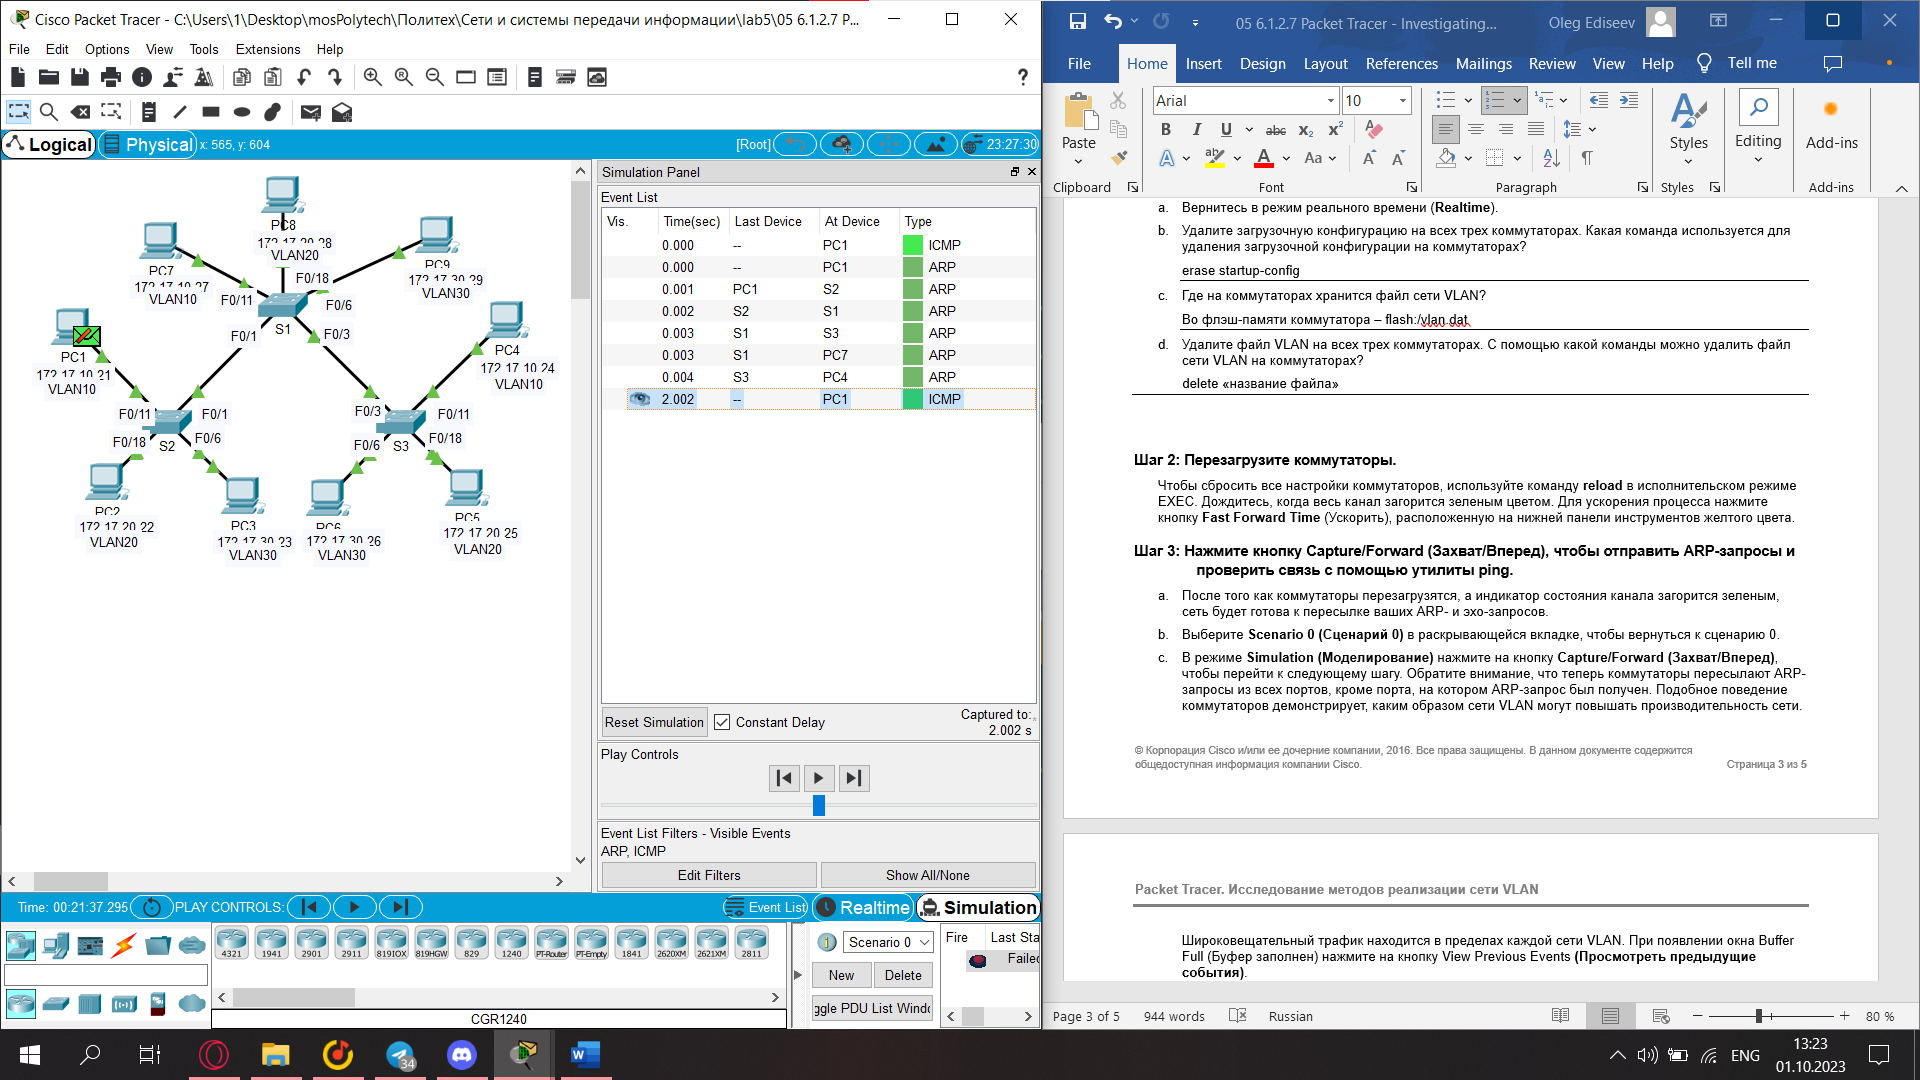 Cisco Packet Tracer - C:\Users\1\Desktop\mosPolytech\Политех\Сети и системы передачи информации\lab5\05 6.1.2.7 P...
File Edit Options View Tools Extensions Help
Logical Physical x: 565, y: 604 [Root] 23:27:30
PC8
172.17.20.28
VLAN20
PC7
172.17.10.27
VLAN10
PC9
172.17.30.29
VLAN30
F0/18
F0/11
F0/6
S1
F0/1
F0/3
PC1
172.17.10.21
VLAN10
PC4
172.17.10.24
VLAN10
F0/11
F0/1
F0/3
F0/11
F0/18
S2
F0/6
F0/6
S3
F0/18
PC2
172.17.20.22
VLAN20
PC3
172.17.30.23
VLAN30
PC6
172.17.30.26
VLAN30
PC5
172.17.20.25
VLAN20
Simulation Panel
Event List
Vis. Time(sec) Last Device At Device Type
0.000 -- PC1 ICMP
0.000 -- PC1 ARP
0.001 PC1 S2 ARP
0.002 S2 S1 ARP
0.003 S1 S3 ARP
0.003 S1 PC7 ARP
0.004 S3 PC4 ARP
2.002 -- PC1 ICMP
Reset Simulation Constant Delay Captured to:
2.002 s
Play Controls
Event List Filters - Visible Events
ARP, ICMP
Edit Filters Show All/None
Time: 00:21:37.295 PLAY CONTROLS: Event List Realtime Simulation
4321 1941 2901 2911 819IOX 819HGW 829 1240 PT-Router PT-Empty 1841 2620XM 2621XM 2811
CGR1240
Scenario 0
New Delete
ggle PDU List Windo
Fire Last Sta
Failed
05 6.1.2.7 Packet Tracer - Investigating... Oleg Ediseev
File Home Insert Design Layout References Mailings Review View Help Tell me
Paste
Clipboard
Arial 10
B I U abc x₂ x²
A A Aa A A
Font
Paragraph
Styles
Styles
Editing
Add-ins
Add-ins
a. Вернитесь в режим реального времени (Realtime).
b. Удалите загрузочную конфигурацию на всех трех коммутаторах. Какая команда используется для
удаления загрузочной конфигурации на коммутаторах?
erase startup-config
c. Где на коммутаторах хранится файл сети VLAN?
Во флэш-памяти коммутатора – flash:/vlan.dat
d. Удалите файл VLAN на всех трех коммутаторах. С помощью какой команды можно удалить файл
сети VLAN на коммутаторах?
delete «название файла»
Шаг 2: Перезагрузите коммутаторы.
Чтобы сбросить все настройки коммутаторов, используйте команду reload в исполнительском режиме
EXEC. Дождитесь, когда весь канал загорится зеленым цветом. Для ускорения процесса нажмите
кнопку Fast Forward Time (Ускорить), расположенную на нижней панели инструментов желтого цвета.
Шаг 3: Нажмите кнопку Capture/Forward (Захват/Вперед), чтобы отправить ARP-запросы и
проверить связь с помощью утилиты ping.
a. После того как коммутаторы перезагрузятся, а индикатор состояния канала загорится зеленым,
сеть будет готова к пересылке ваших ARP- и эхо-запросов.
b. Выберите Scenario 0 (Сценарий 0) в раскрывающейся вкладке, чтобы вернуться к сценарию 0.
c. В режиме Simulation (Моделирование) нажмите на кнопку Capture/Forward (Захват/Вперед),
чтобы перейти к следующему шагу. Обратите внимание, что теперь коммутаторы пересылают ARP-
запросы из всех портов, кроме порта, на котором ARP-запрос был получен. Подобное поведение
коммутаторов демонстрирует, каким образом сети VLAN могут повышать производительность сети.
© Корпорация Cisco и/или ее дочерние компании, 2016. Все права защищены. В данном документе содержится
общедоступная информация компании Cisco. Страница 3 из 5
Packet Tracer. Исследование методов реализации сети VLAN
Широковещательный трафик находится в пределах каждой сети VLAN. При появлении окна Buffer
Full (Буфер заполнен) нажмите на кнопку View Previous Events (Просмотреть предыдущие
события).
Page 3 of 5 944 words Russian 80 %
34
ENG
13:23
01.10.2023